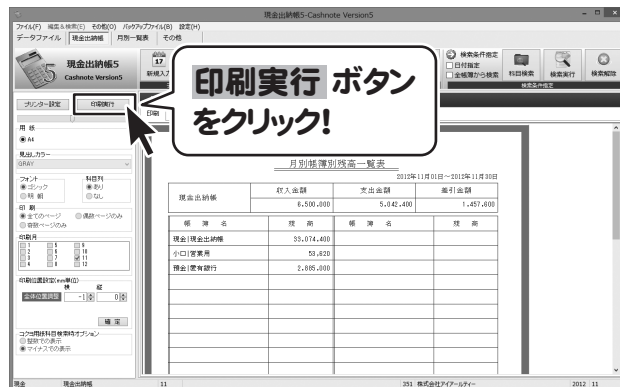 現金出納帳5-Cashnote Version5
ファイル(F) 編集&検索(E) その他(O) バックアップファイル(B) 設定(H)
データファイル 現金出納帳 月別一覧表 その他
現金出納帳5
Cashnote Version5
17
新規入力
検索条件指定
日付指定
全帳簿から検索
科目検索 検索実行 検索解除
検索条件指定
印刷実行 ボタン
をクリック!
プリンター設定 印刷実行
印刷
用 紙
A4
見出しカラー
GRAY
フォント
ゴシック
明 朝
科目列
あり
なし
印 刷
全てのページ 偶数ページのみ
奇数ページのみ
印刷月
1 5 9
2 6 10
3 7 11
4 8 12
印刷位置設定(mm単位)
横 縦
全体位置調整 -1 0
確 定
コクヨ用紙科目検索時オプション
整数での表示
マイナスでの表示
月別帳簿別残高一覧表
2012年11月01日~2012年11月30日
現金出納帳 収入金額 支出金額 差引金額
6,500,000 5,042,400 1,457,600
帳 簿 名 残 高 帳 簿 名 残 高
現金|現金出納帳 33,074,400
小口|営業用 53,620
預金|愛有銀行 2,885,000
現金 現金出納帳 11 351 株式会社アイアールティー 2012 11